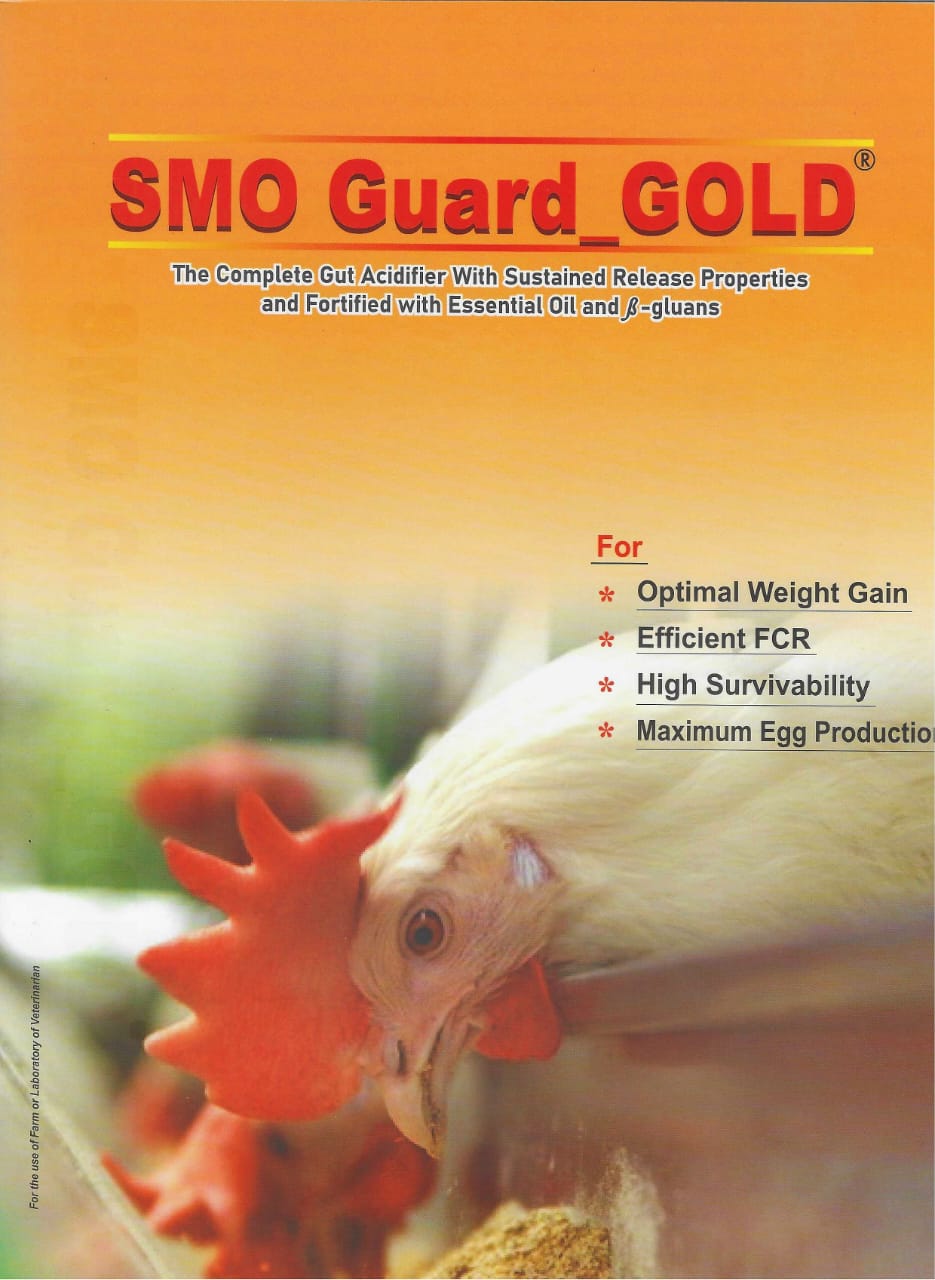 SMO Guard_GOLD®
The Complete Gut Acidifier With Sustained Release Properties
and Fortified with Essential Oil and ꞵ-gluans
For
* Optimal Weight Gain
* Efficient FCR
* High Survivability
* Maximum Egg Productio
For the use of Farm or Laboratory of Veterinarian